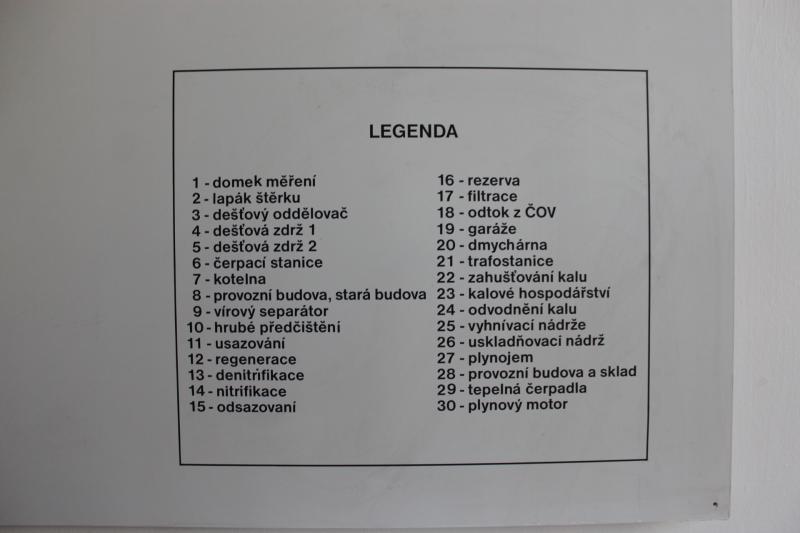 LEGENDA
1 - domek měření
2 - lapák štěrku
3 - dešťový oddělovač
4 - dešťová zdrž 1
5 - dešťová zdrž 2
6 - čerpací stanice
7 - kotelna
8 - provozní budova, stará budova
9 - vírový separátor
10 - hrubé předčištění
11 - usazování
12 - regenerace
13 - denitrifikace
14 - nitrifikace
15 - odsazovaní
16 - rezerva
17 - filtrace
18 - odtok z ČOV
19 - garáže
20 - dmychárna
21 - trafostanice
22 - zahušťování kalu
23 - kalové hospodářství
24 - odvodnění kalu
25 - vyhnívací nádrže
26 - uskladňovací nádrž
27 - plynojem
28 - provozní budova a sklad
29 - tepelná čerpadla
30 - plynový motor